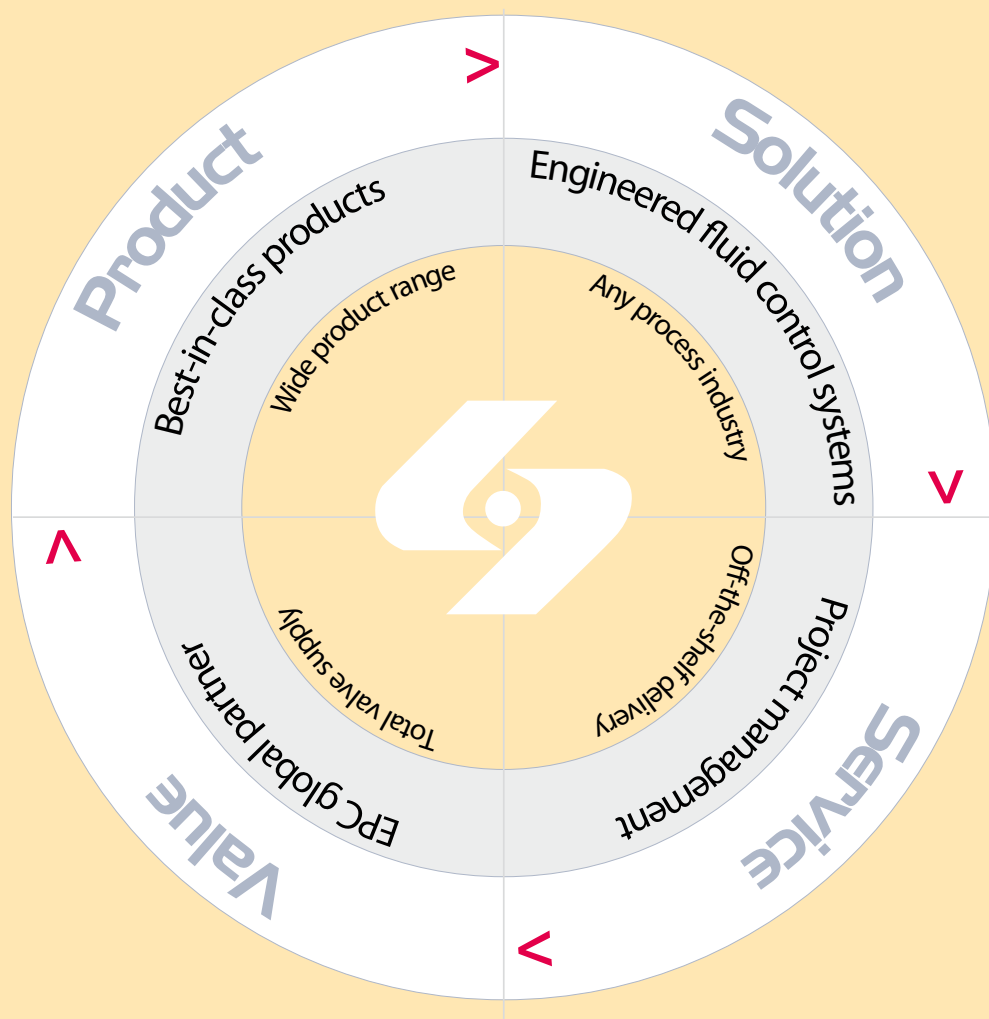 Product
Best-in-class products
Wide product range
Solution
Engineered fluid control systems
Any process industry
Service
Project management
Off-the-shelf delivery
Value
EPC global partner
Total valve supply